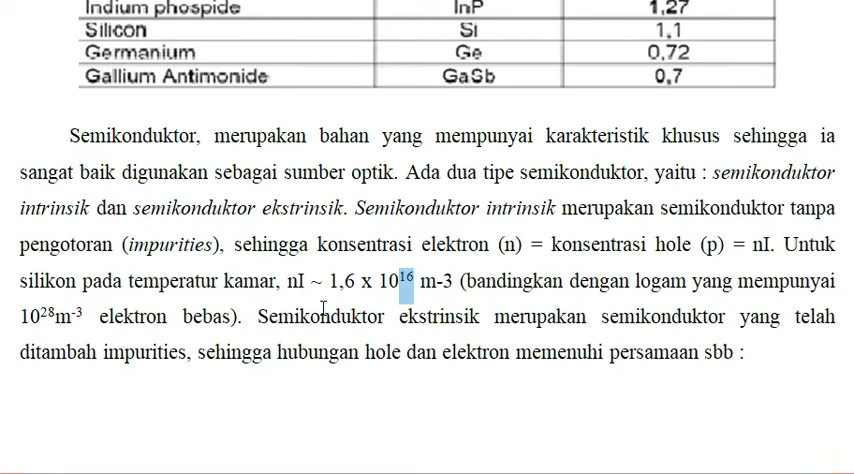 Indium phospide InP 1,27
Silicon Si 1,1
Germanium Ge 0,72
Gallium Antimonide GaSb 0,7
Semikonduktor, merupakan bahan yang mempunyai karakteristik khusus sehingga ia
sangat baik digunakan sebagai sumber optik. Ada dua tipe semikonduktor, yaitu : semikonduktor
intrinsik dan semikonduktor ekstrinsik. Semikonduktor intrinsik merupakan semikonduktor tanpa
pengotoran (impurities), sehingga konsentrasi elektron (n) = konsentrasi hole (p) = nI. Untuk
silikon pada temperatur kamar, nI ~ 1,6 x 10¹⁶ m-3 (bandingkan dengan logam yang mempunyai
10²⁸m⁻³ elektron bebas). Semikonduktor ekstrinsik merupakan semikonduktor yang telah
ditambah impurities, sehingga hubungan hole dan elektron memenuhi persamaan sbb :